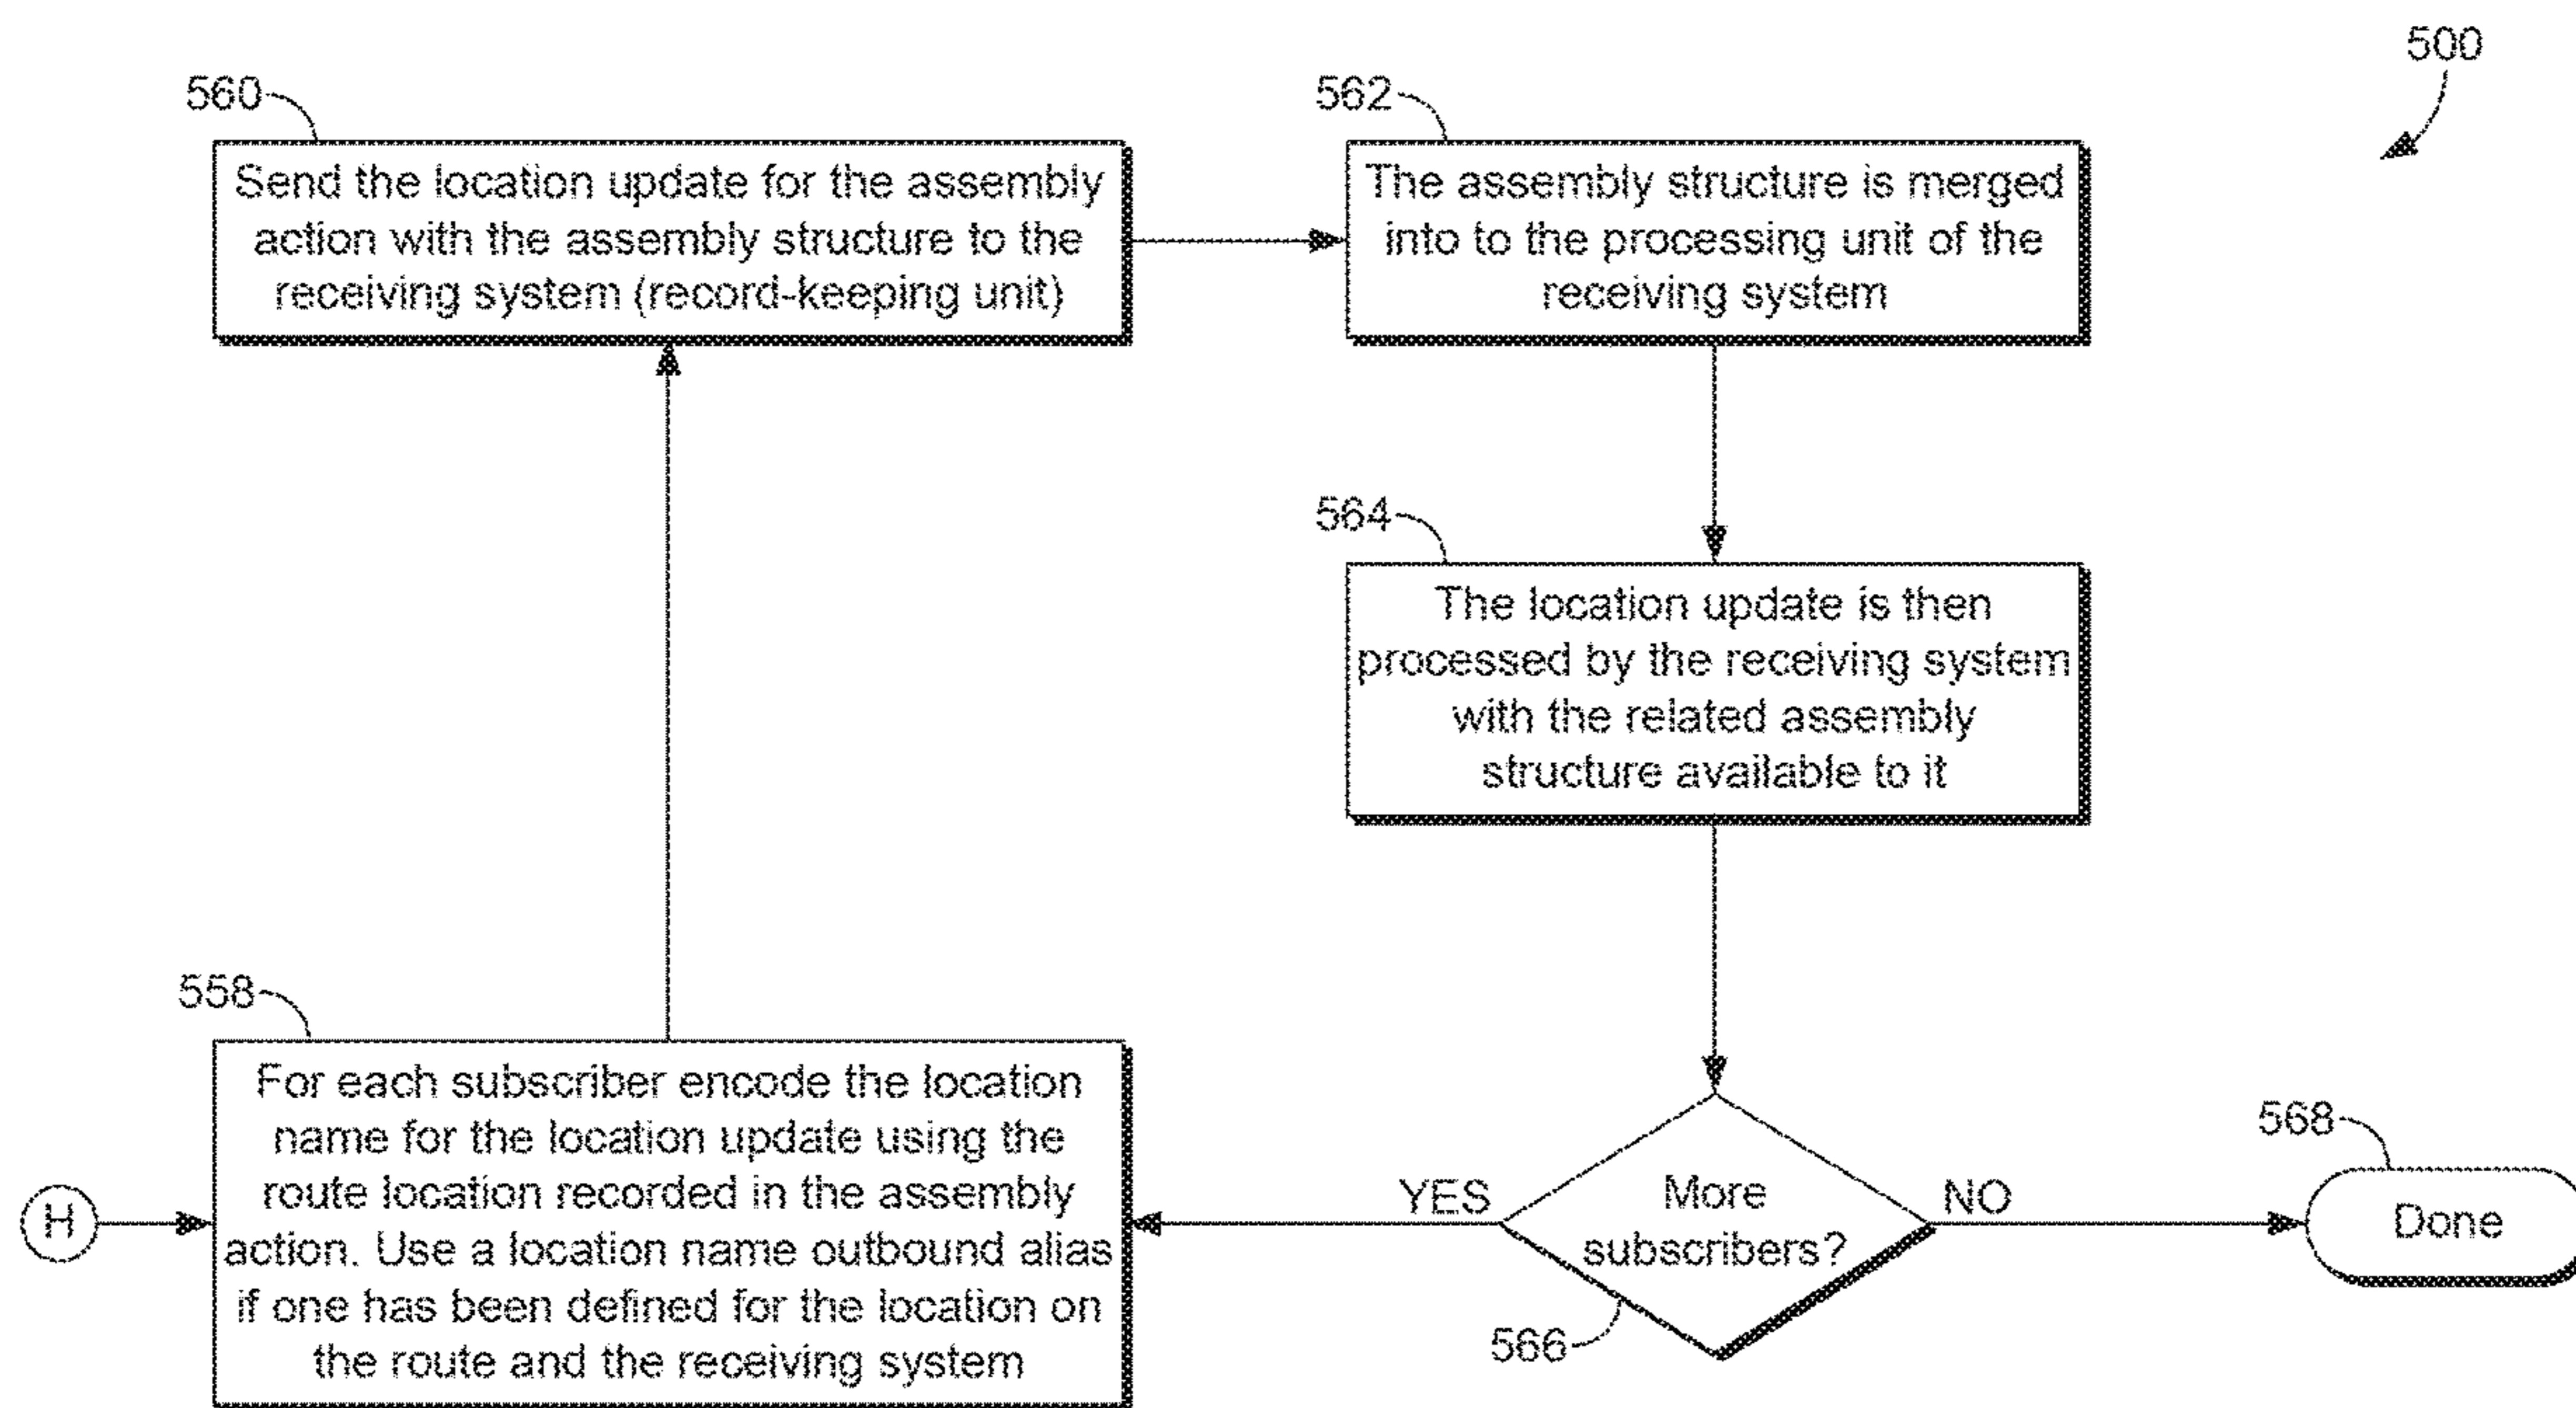 500
560
Send the location update for the assembly
action with the assembly structure to the
receiving system (record-keeping unit)
562
The assembly structure is merged
into to the processing unit of the
receiving system
564
The location update is then
processed by the receiving system
with the related assembly
structure available to it
558
For each subscriber encode the location
name for the location update using the
route location recorded in the assembly
action. Use a location name outbound alias
if one has been defined for the location on
the route and the receiving system
H
YES
More
subscribers?
NO
566
568
Done